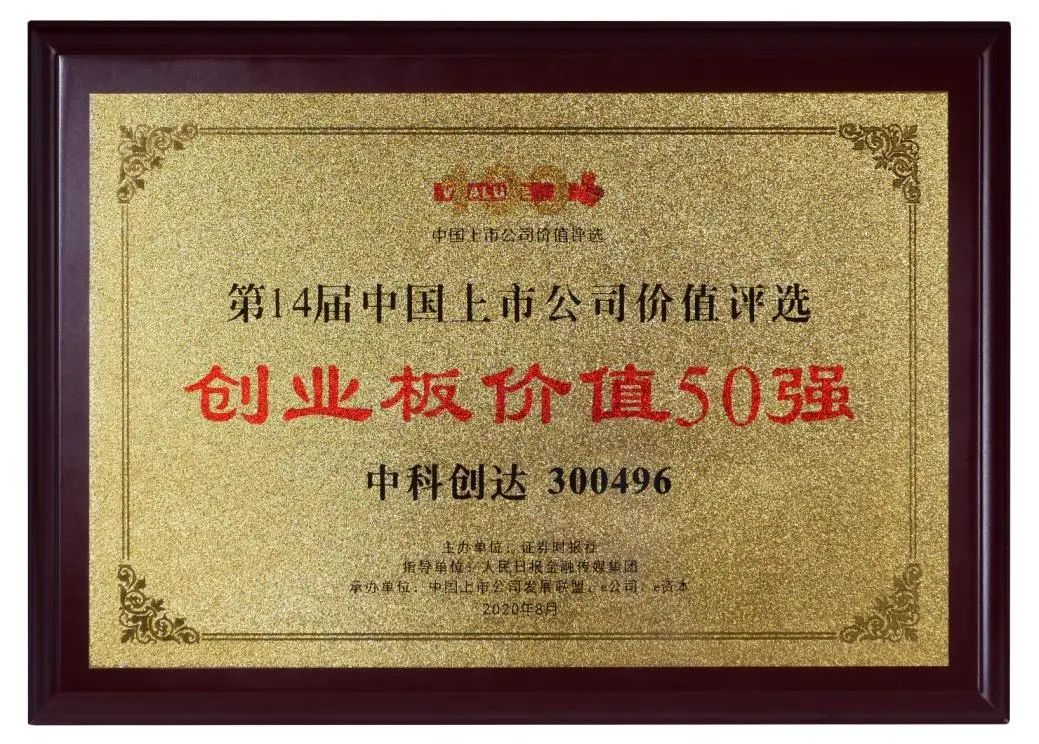 VALUE
中国上市公司价值评选
第14届中国上市公司价值评选
创业板价值50强
中科创达 300496
主办单位：证券时报社
指导单位：人民日报金融传媒集团
承办单位：中国上市公司发展联盟、e公司、e资本
2020年8月